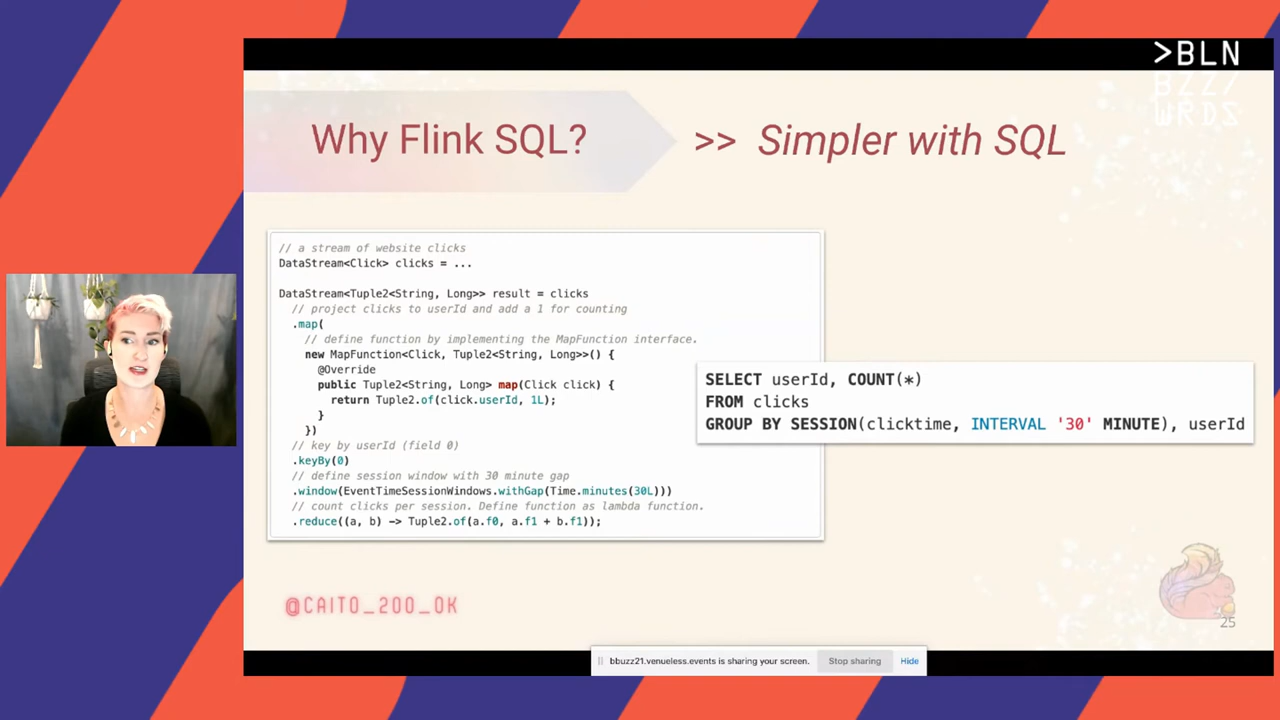 >BLN
BZZ/
WRDS
Why Flink SQL?
>> Simpler with SQL
// a stream of website clicks
DataStream<Click> clicks = ...
DataStream<Tuple2<String, Long>> result = clicks
// project clicks to userId and add a 1 for counting
.map(
// define function by implementing the MapFunction interface.
new MapFunction<Click, Tuple2<String, Long>>() {
@Override
public Tuple2<String, Long> map(Click click) {
return Tuple2.of(click.userId, 1L);
}
})
// key by userId (field 0)
.keyBy(0)
// define session window with 30 minute gap
.window(EventTimeSessionWindows.withGap(Time.minutes(30L)))
// count clicks per session. Define function as lambda function.
.reduce((a, b) -> Tuple2.of(a.f0, a.f1 + b.f1));
SELECT userId, COUNT(*)
FROM clicks
GROUP BY SESSION(clicktime, INTERVAL '30' MINUTE), userId
@CAITO_200_OK
25
bbuzz21.venueless.events is sharing your screen.
Stop sharing
Hide